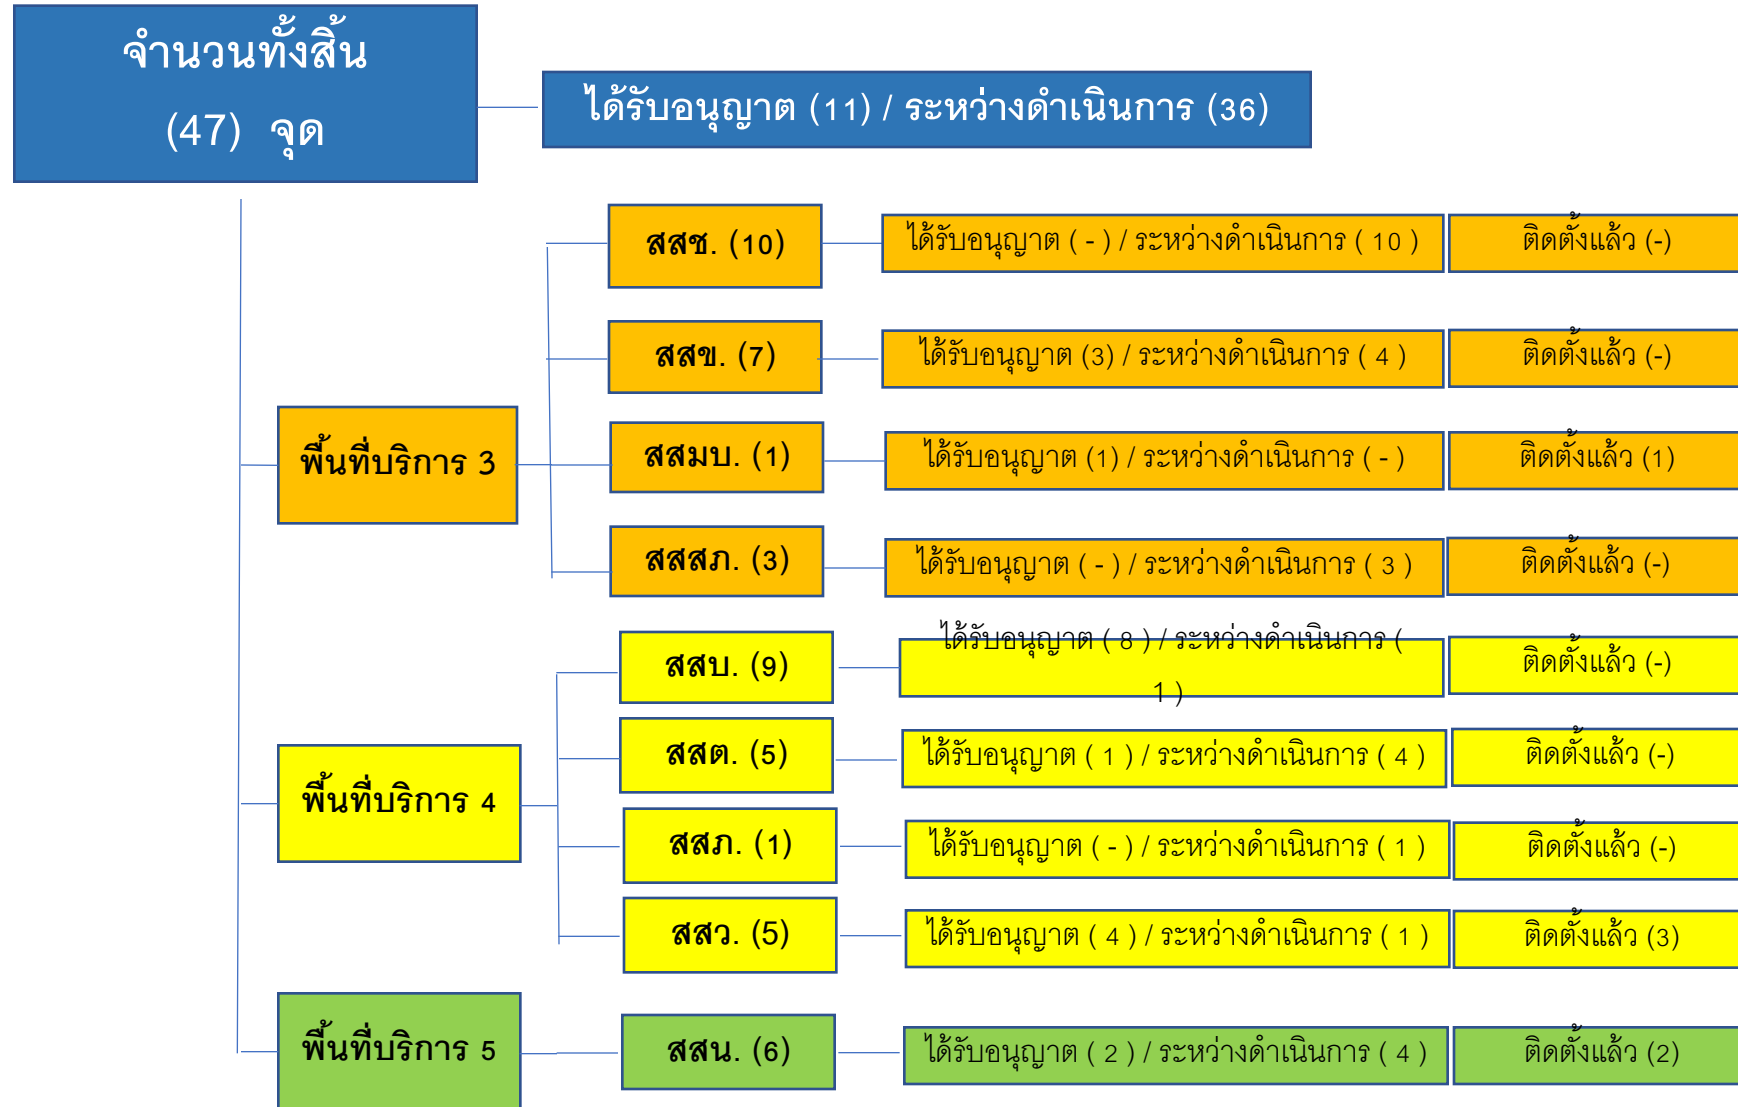 จำนวนทั้งสิ้น
(47) จุด
ได้รับอนุญาต (11) / ระหว่างดำเนินการ (36)
สสช. (10)
ได้รับอนุญาต ( - ) / ระหว่างดำเนินการ ( 10 )
ติดตั้งแล้ว (-)
สสข. (7)
ได้รับอนุญาต (3) / ระหว่างดำเนินการ ( 4 )
ติดตั้งแล้ว (-)
พื้นที่บริการ 3
สสมบ. (1)
ได้รับอนุญาต (1) / ระหว่างดำเนินการ ( - )
ติดตั้งแล้ว (1)
สสสภ. (3)
ได้รับอนุญาต ( - ) / ระหว่างดำเนินการ ( 3 )
ติดตั้งแล้ว (-)
สสบ. (9)
ได้รับอนุญาต ( 8 ) / ระหว่างดำเนินการ (
1 )
ติดตั้งแล้ว (-)
สสต. (5)
ได้รับอนุญาต ( 1 ) / ระหว่างดำเนินการ ( 4 )
ติดตั้งแล้ว (-)
พื้นที่บริการ 4
สสภ. (1)
ได้รับอนุญาต ( - ) / ระหว่างดำเนินการ ( 1 )
ติดตั้งแล้ว (-)
สสว. (5)
ได้รับอนุญาต ( 4 ) / ระหว่างดำเนินการ ( 1 )
ติดตั้งแล้ว (3)
พื้นที่บริการ 5
สสน. (6)
ได้รับอนุญาต ( 2 ) / ระหว่างดำเนินการ ( 4 )
ติดตั้งแล้ว (2)